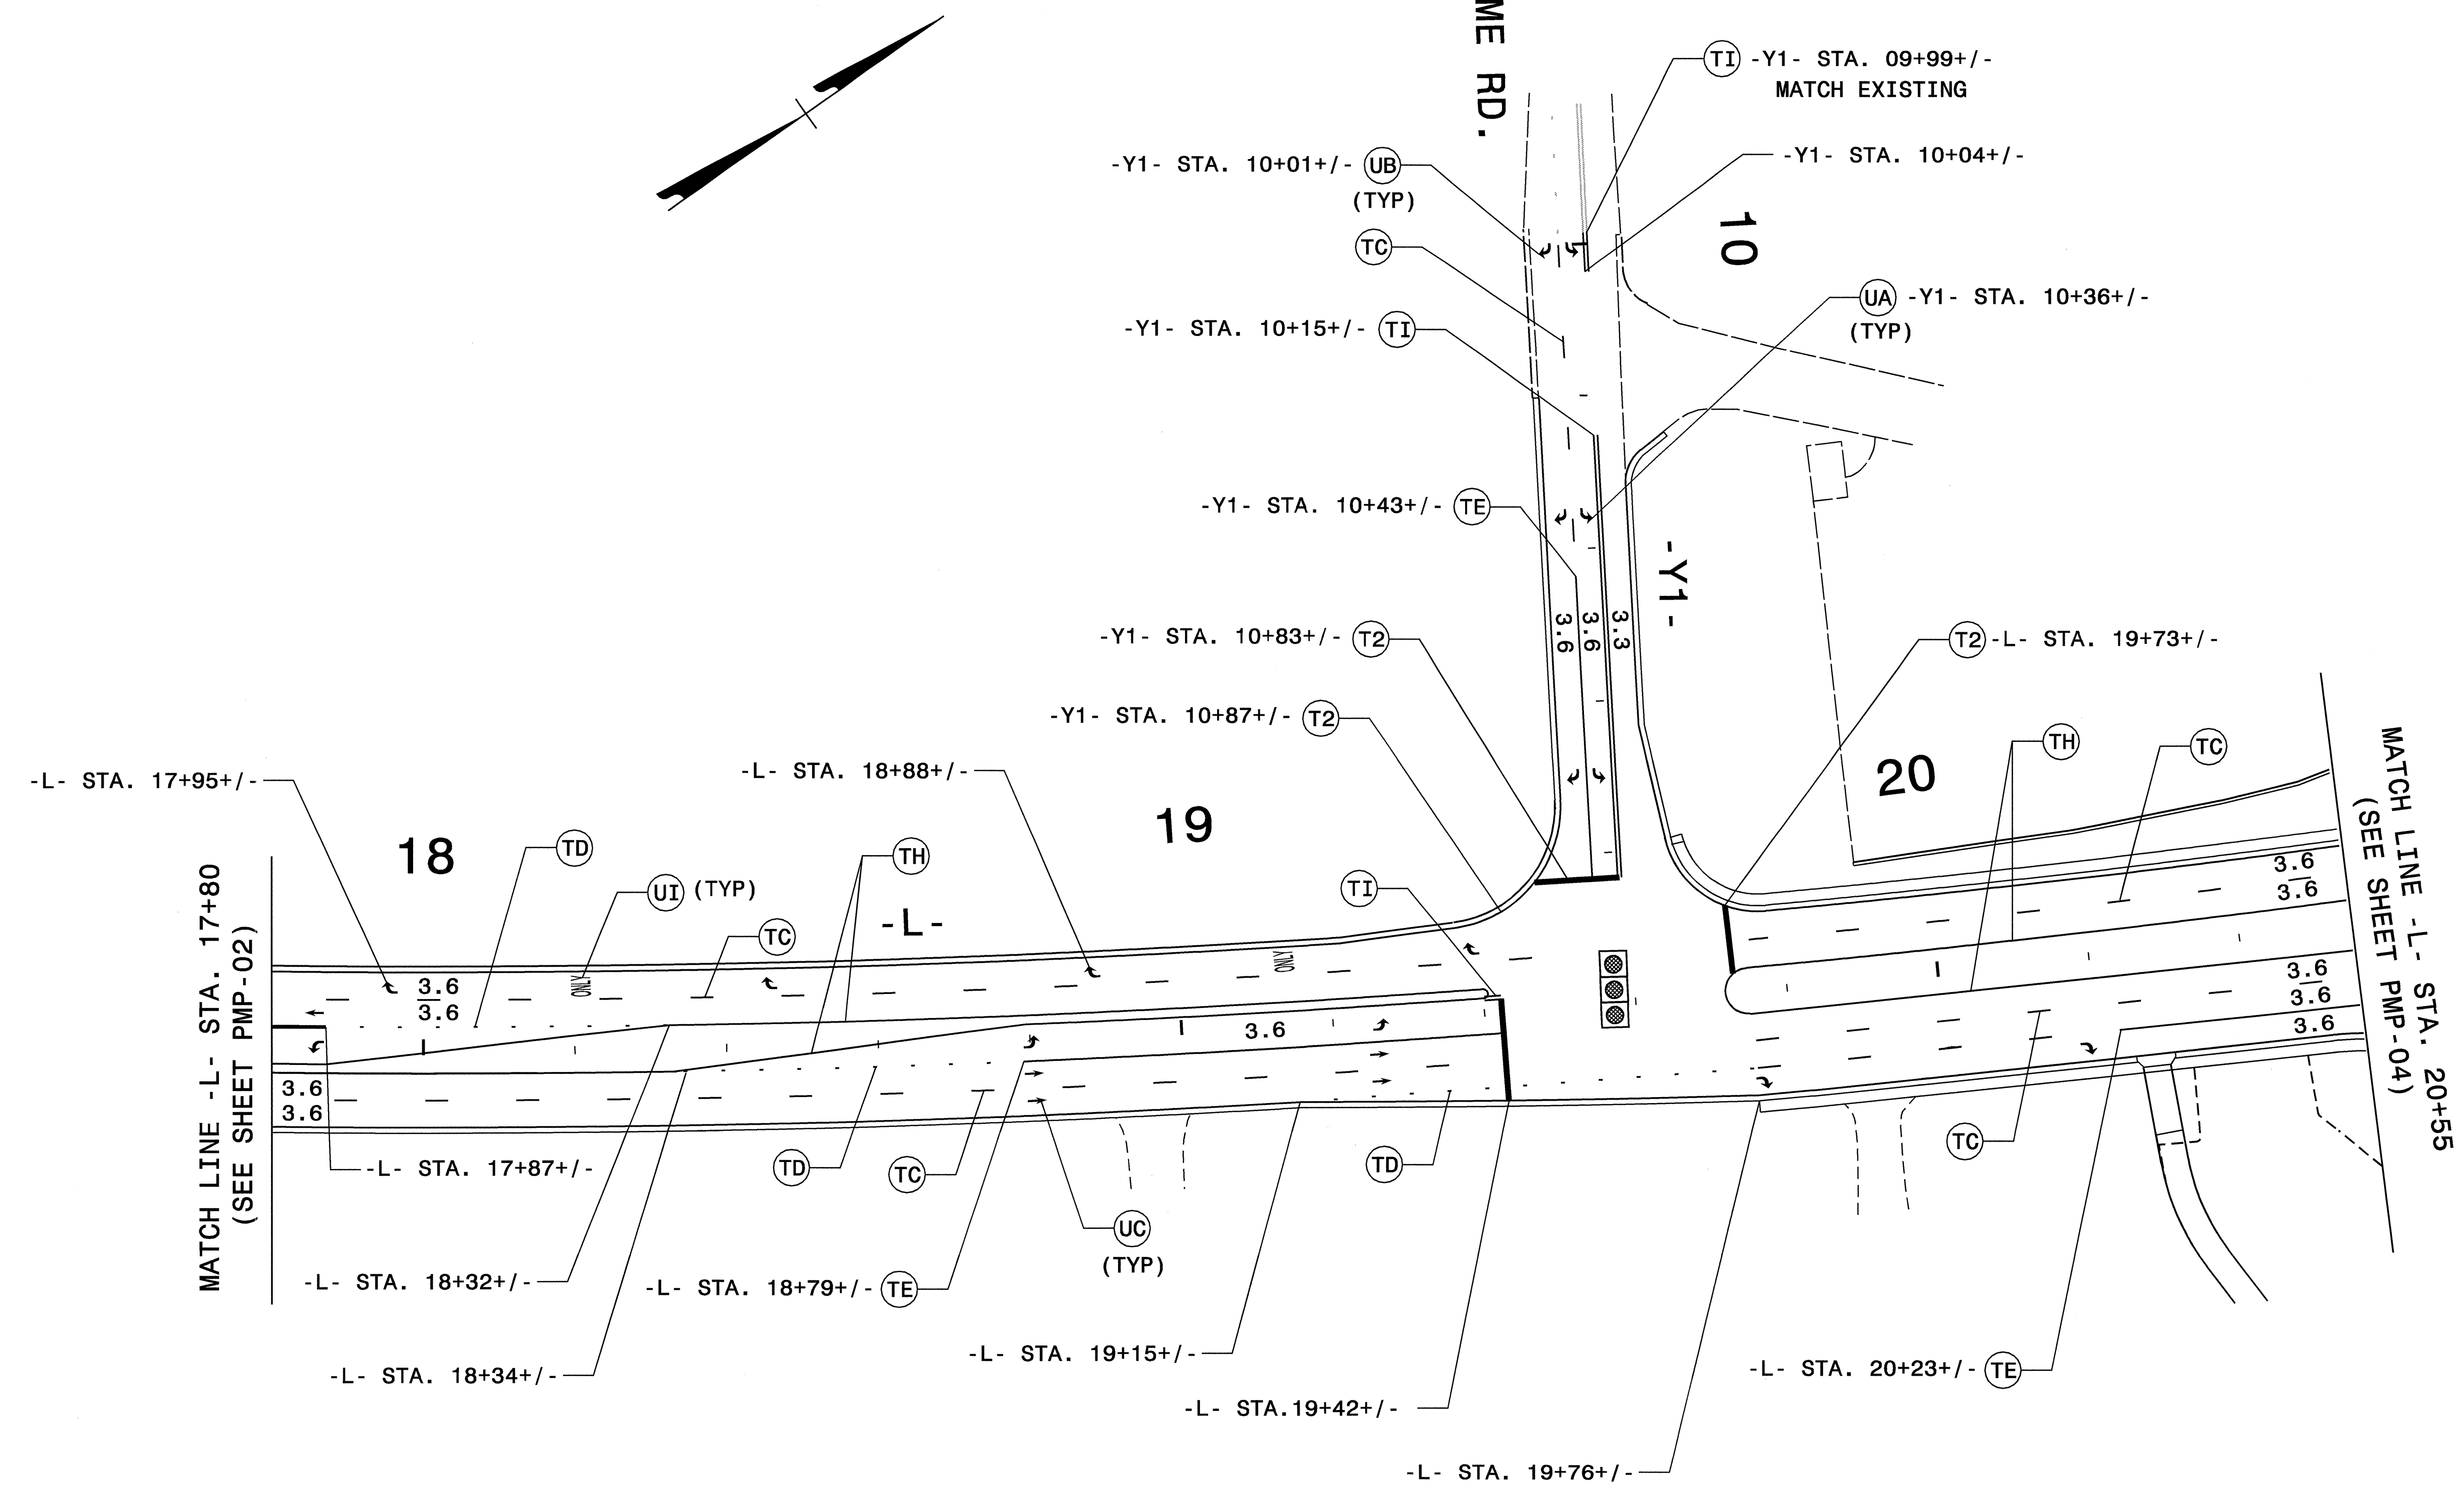 ME RD.
TI -Y1- STA. 09+99+/-
MATCH EXISTING
-Y1- STA. 10+01+/- UB
(TYP)
-Y1- STA. 10+04+/-
10
TC
-Y1- STA. 10+15+/- TI
UA -Y1- STA. 10+36+/-
(TYP)
-Y1- STA. 10+43+/- TE
-Y1-
3.6
3.6
3.3
-Y1- STA. 10+83+/- T2
T2 -L- STA. 19+73+/-
-Y1- STA. 10+87+/- T2
-L- STA. 17+95+/-
-L- STA. 18+88+/-
18
19
20
TH
TC
TD
TH
UI (TYP)
TI
TC
-L-
ONLY
ONLY
3.6
3.6
3.6
3.6
3.6
3.6
3.6
3.6
3.6
3.6
MATCH LINE -L- STA. 17+80
(SEE SHEET PMP-02)
MATCH LINE -L- STA. 20+55
(SEE SHEET PMP-04)
-L- STA. 17+87+/-
TD
TC
TD
TC
UC
(TYP)
-L- STA. 18+32+/-
-L- STA. 18+79+/- TE
-L- STA. 19+15+/-
-L- STA. 18+34+/-
-L- STA. 20+23+/- TE
-L- STA.19+42+/-
-L- STA. 19+76+/-